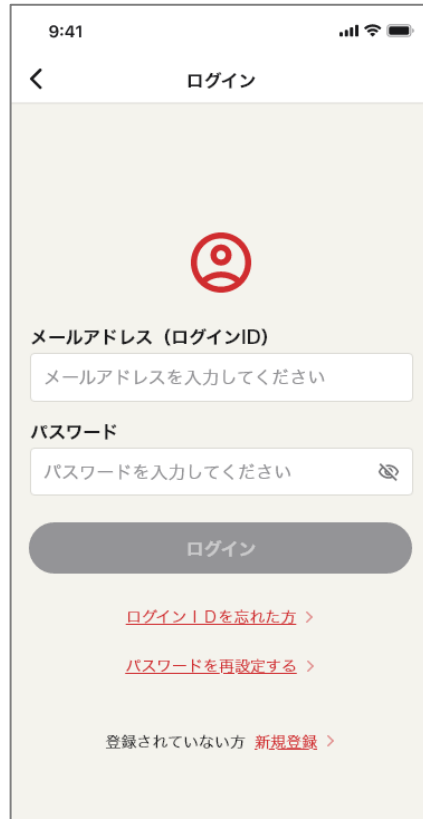 9:41
ログイン
メールアドレス（ログインID）
メールアドレスを入力してください
パスワード
パスワードを入力してください
ログイン
ログインＩＤを忘れた方
パスワードを再設定する
登録されていない方 新規登録